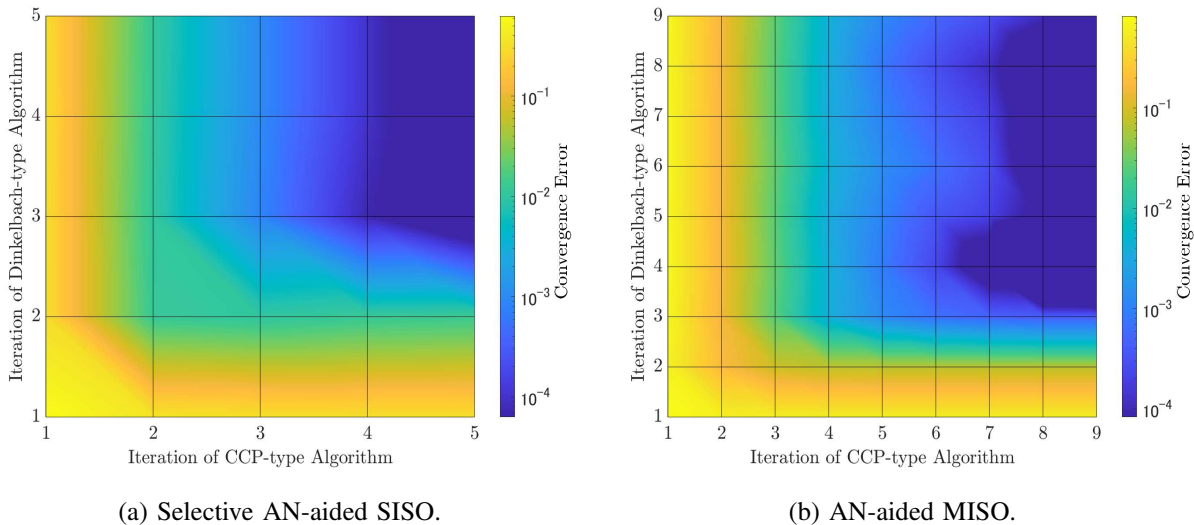 5
4
3
2
1
1 2 3 4 5
Iteration of Dinkelbach-type Algorithm
Iteration of CCP-type Algorithm
10^{-1}
10^{-2}
10^{-3}
10^{-4}
Convergence Error
(a) Selective AN-aided SISO.
9
8
7
6
5
4
3
2
1
1 2 3 4 5 6 7 8 9
Iteration of Dinkelbach-type Algorithm
Iteration of CCP-type Algorithm
10^{-1}
10^{-2}
10^{-3}
10^{-4}
Convergence Error
(b) AN-aided MISO.